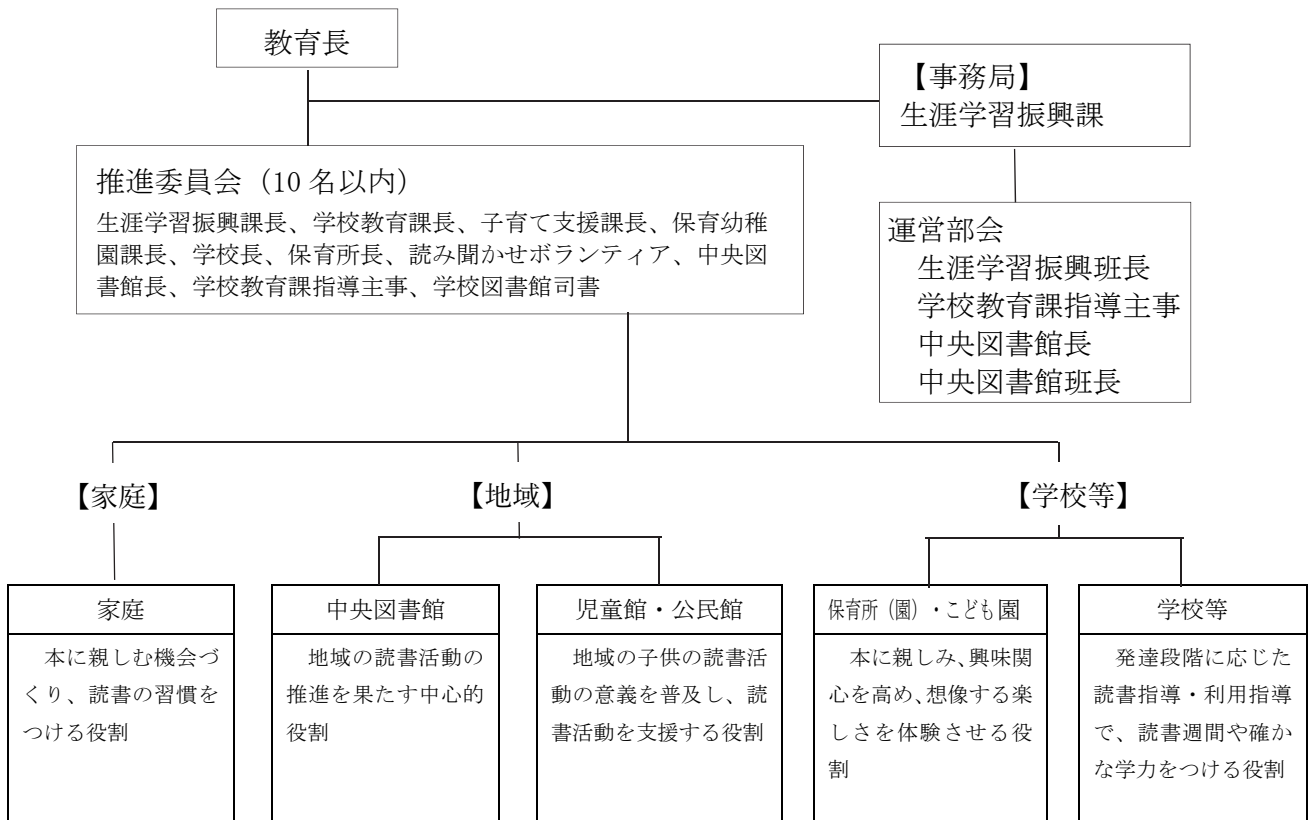 教育長
【事務局】
生涯学習振興課
推進委員会（10 名以内）
生涯学習振興課長、学校教育課長、子育て支援課長、保育幼稚
園課長、学校長、保育所長、読み聞かせボランティア、中央図
書館長、学校教育課指導主事、学校図書館司書
運営部会
生涯学習振興班長
学校教育課指導主事
中央図書館長
中央図書館班長
【家庭】
【地域】
【学校等】
家庭
本に親しむ機会づ
くり、読書の習慣を
つける役割
中央図書館
地域の読書活動の
推進を果たす中心的
役割
児童館・公民館
地域の子供の読書活
動の意義を普及し、読
書活動を支援する役割
保育所（園）・こども園
本に親しみ、興味関
心を高め、想像する楽
しさを体験させる役
割
学校等
発達段階に応じた
読書指導・利用指導
で、読書週間や確か
な学力をつける役割